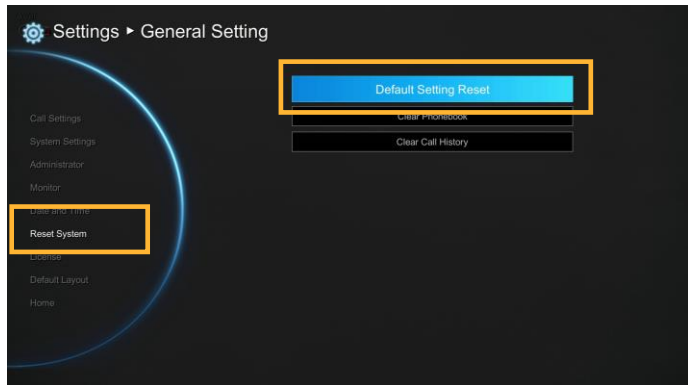 Settings ▸ General Setting
Default Setting Reset
Clear Phonebook
Clear Call History
Call Settings
System Settings
Administrator
Monitor
Date and Time
Reset System
License
Default Layout
Home